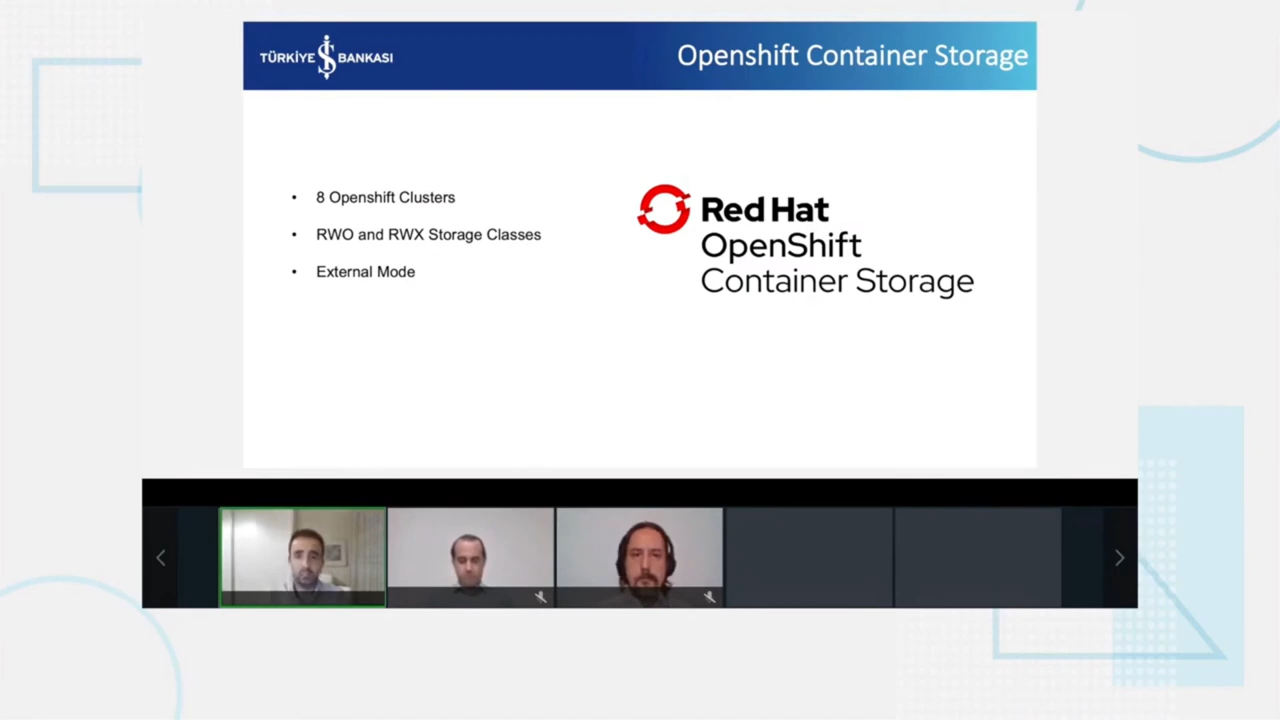 TÜRKİYE İŞ BANKASI
Openshift Container Storage
• 8 Openshift Clusters
• RWO and RWX Storage Classes
• External Mode
Red Hat
OpenShift
Container Storage